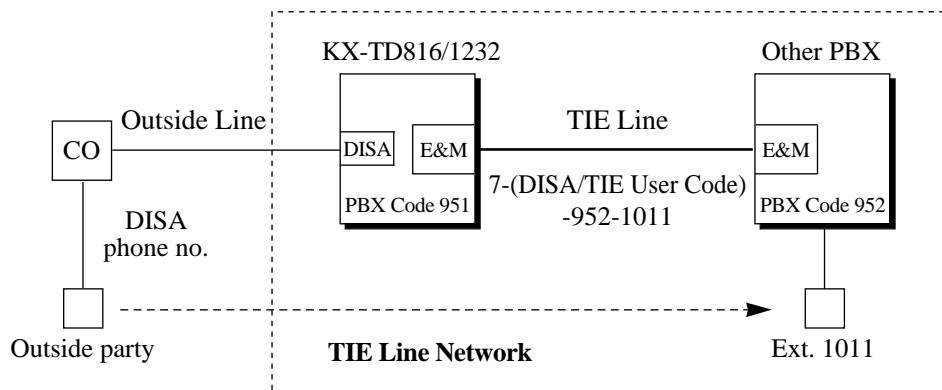 KX-TD816/1232
Other PBX
Outside Line
TIE Line
CO
DISA
E&M
E&M
7-(DISA/TIE User Code)
-952-1011
PBX Code 951
PBX Code 952
DISA
phone no.
Outside party
TIE Line Network
Ext. 1011